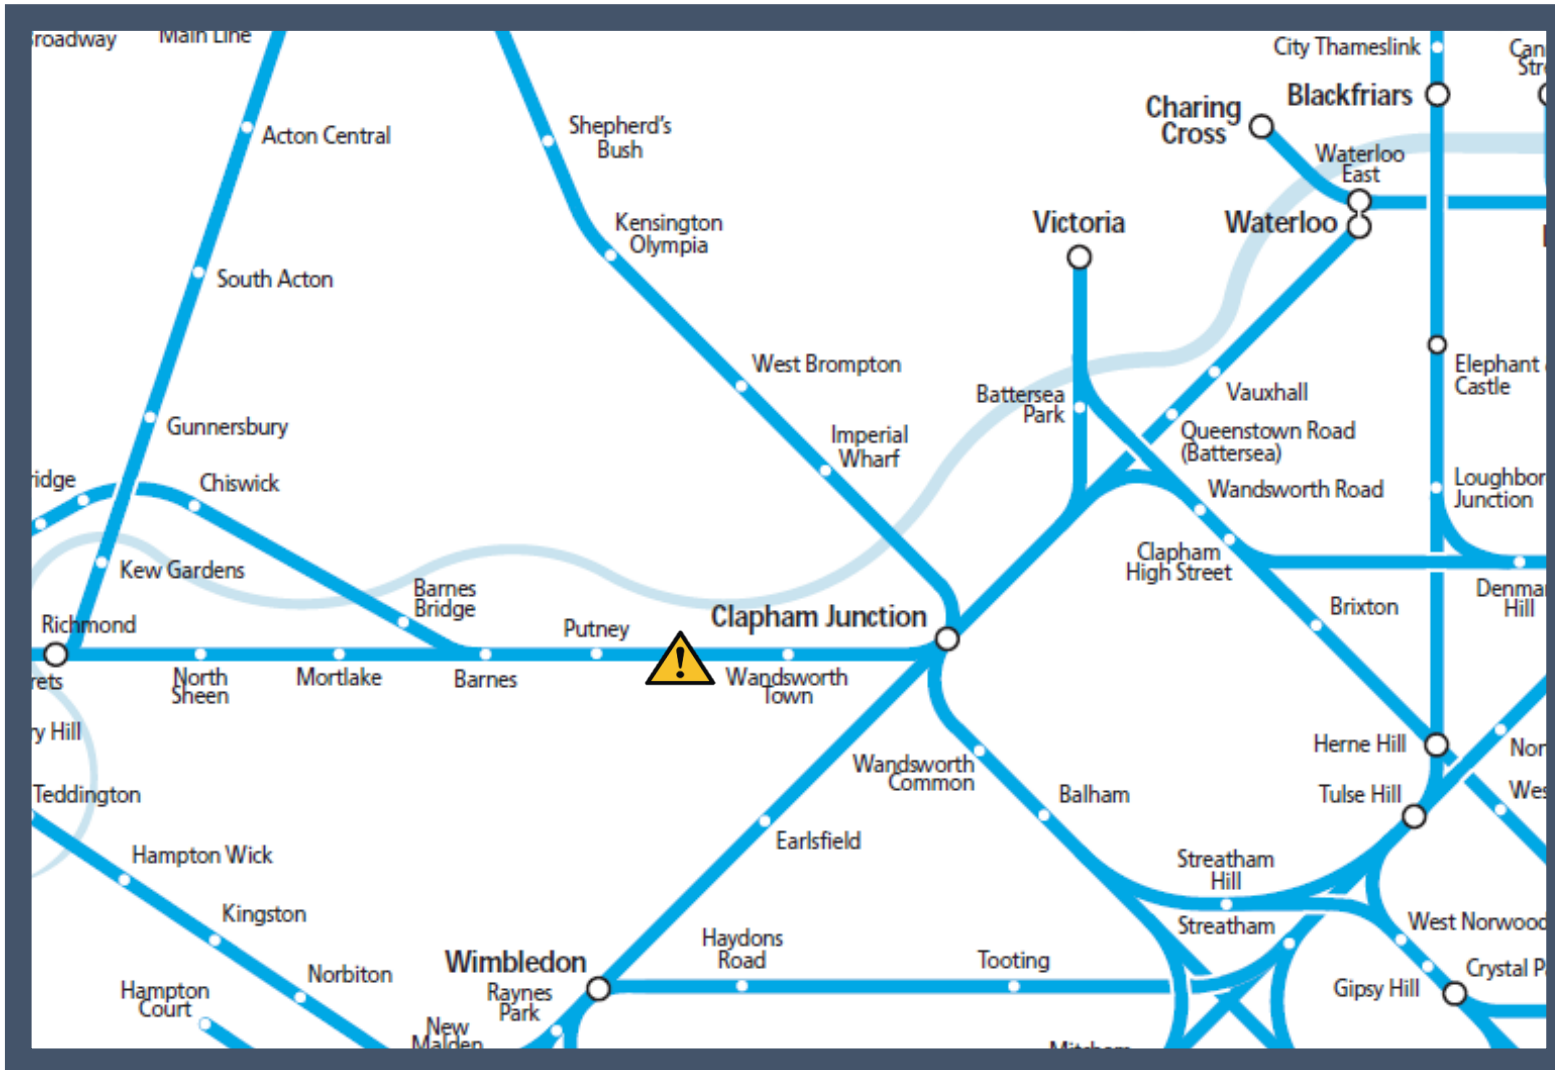 Main Line
City Thameslink
Blackfriars
Charing
Cross
Acton Central
Shepherd's
Bush
Waterloo
East
Kensington
Olympia
Victoria
Waterloo
South Acton
West Brompton
Elephant
Castle
Battersea
Park
Vauxhall
Gunnersbury
Imperial
Wharf
Queenstown Road
(Battersea)
Chiswick
Wandsworth Road
Junction
Kew Gardens
Clapham
High Street
Barnes
Bridge
Hill
Brixton
Richmond
Putney
Clapham Junction
North
Sheen
Mortlake
Barnes
!
Wandsworth
Town
Hill
Herne Hill
Wandsworth
Common
Teddington
Balham
Tulse Hill
Hampton Wick
Earlsfield
Streatham
Hill
Kingston
Streatham
West Norwood
Haydons
Road
Tooting
Wimbledon
Norbiton
Raynes
Park
Hampton
Court
Gipsy Hill
Crystal
New
Malden